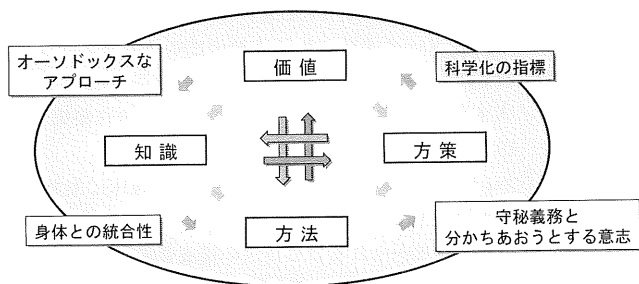 オーソドックスな
アプローチ
価値
科学化の指標
知識
方策
身体との統合性
方法
守秘義務と
分かちあおうとする意志